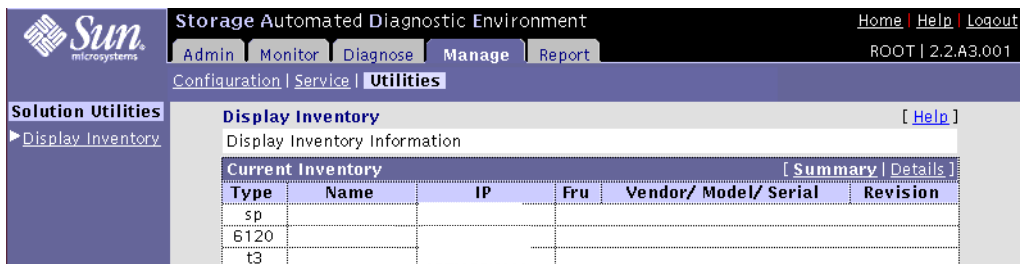 Sun microsystems
Storage Automated Diagnostic Environment
Home | Help | Logout
Admin Monitor Diagnose Manage Report
ROOT | 2.2.A3.001
Configuration | Service | Utilities
Solution Utilities
Display Inventory
Display Inventory
[ Help ]
Display Inventory Information
Current Inventory
[ Summary | Details ]
Type Name IP Fru Vendor/ Model/ Serial Revision
sp
6120
t3